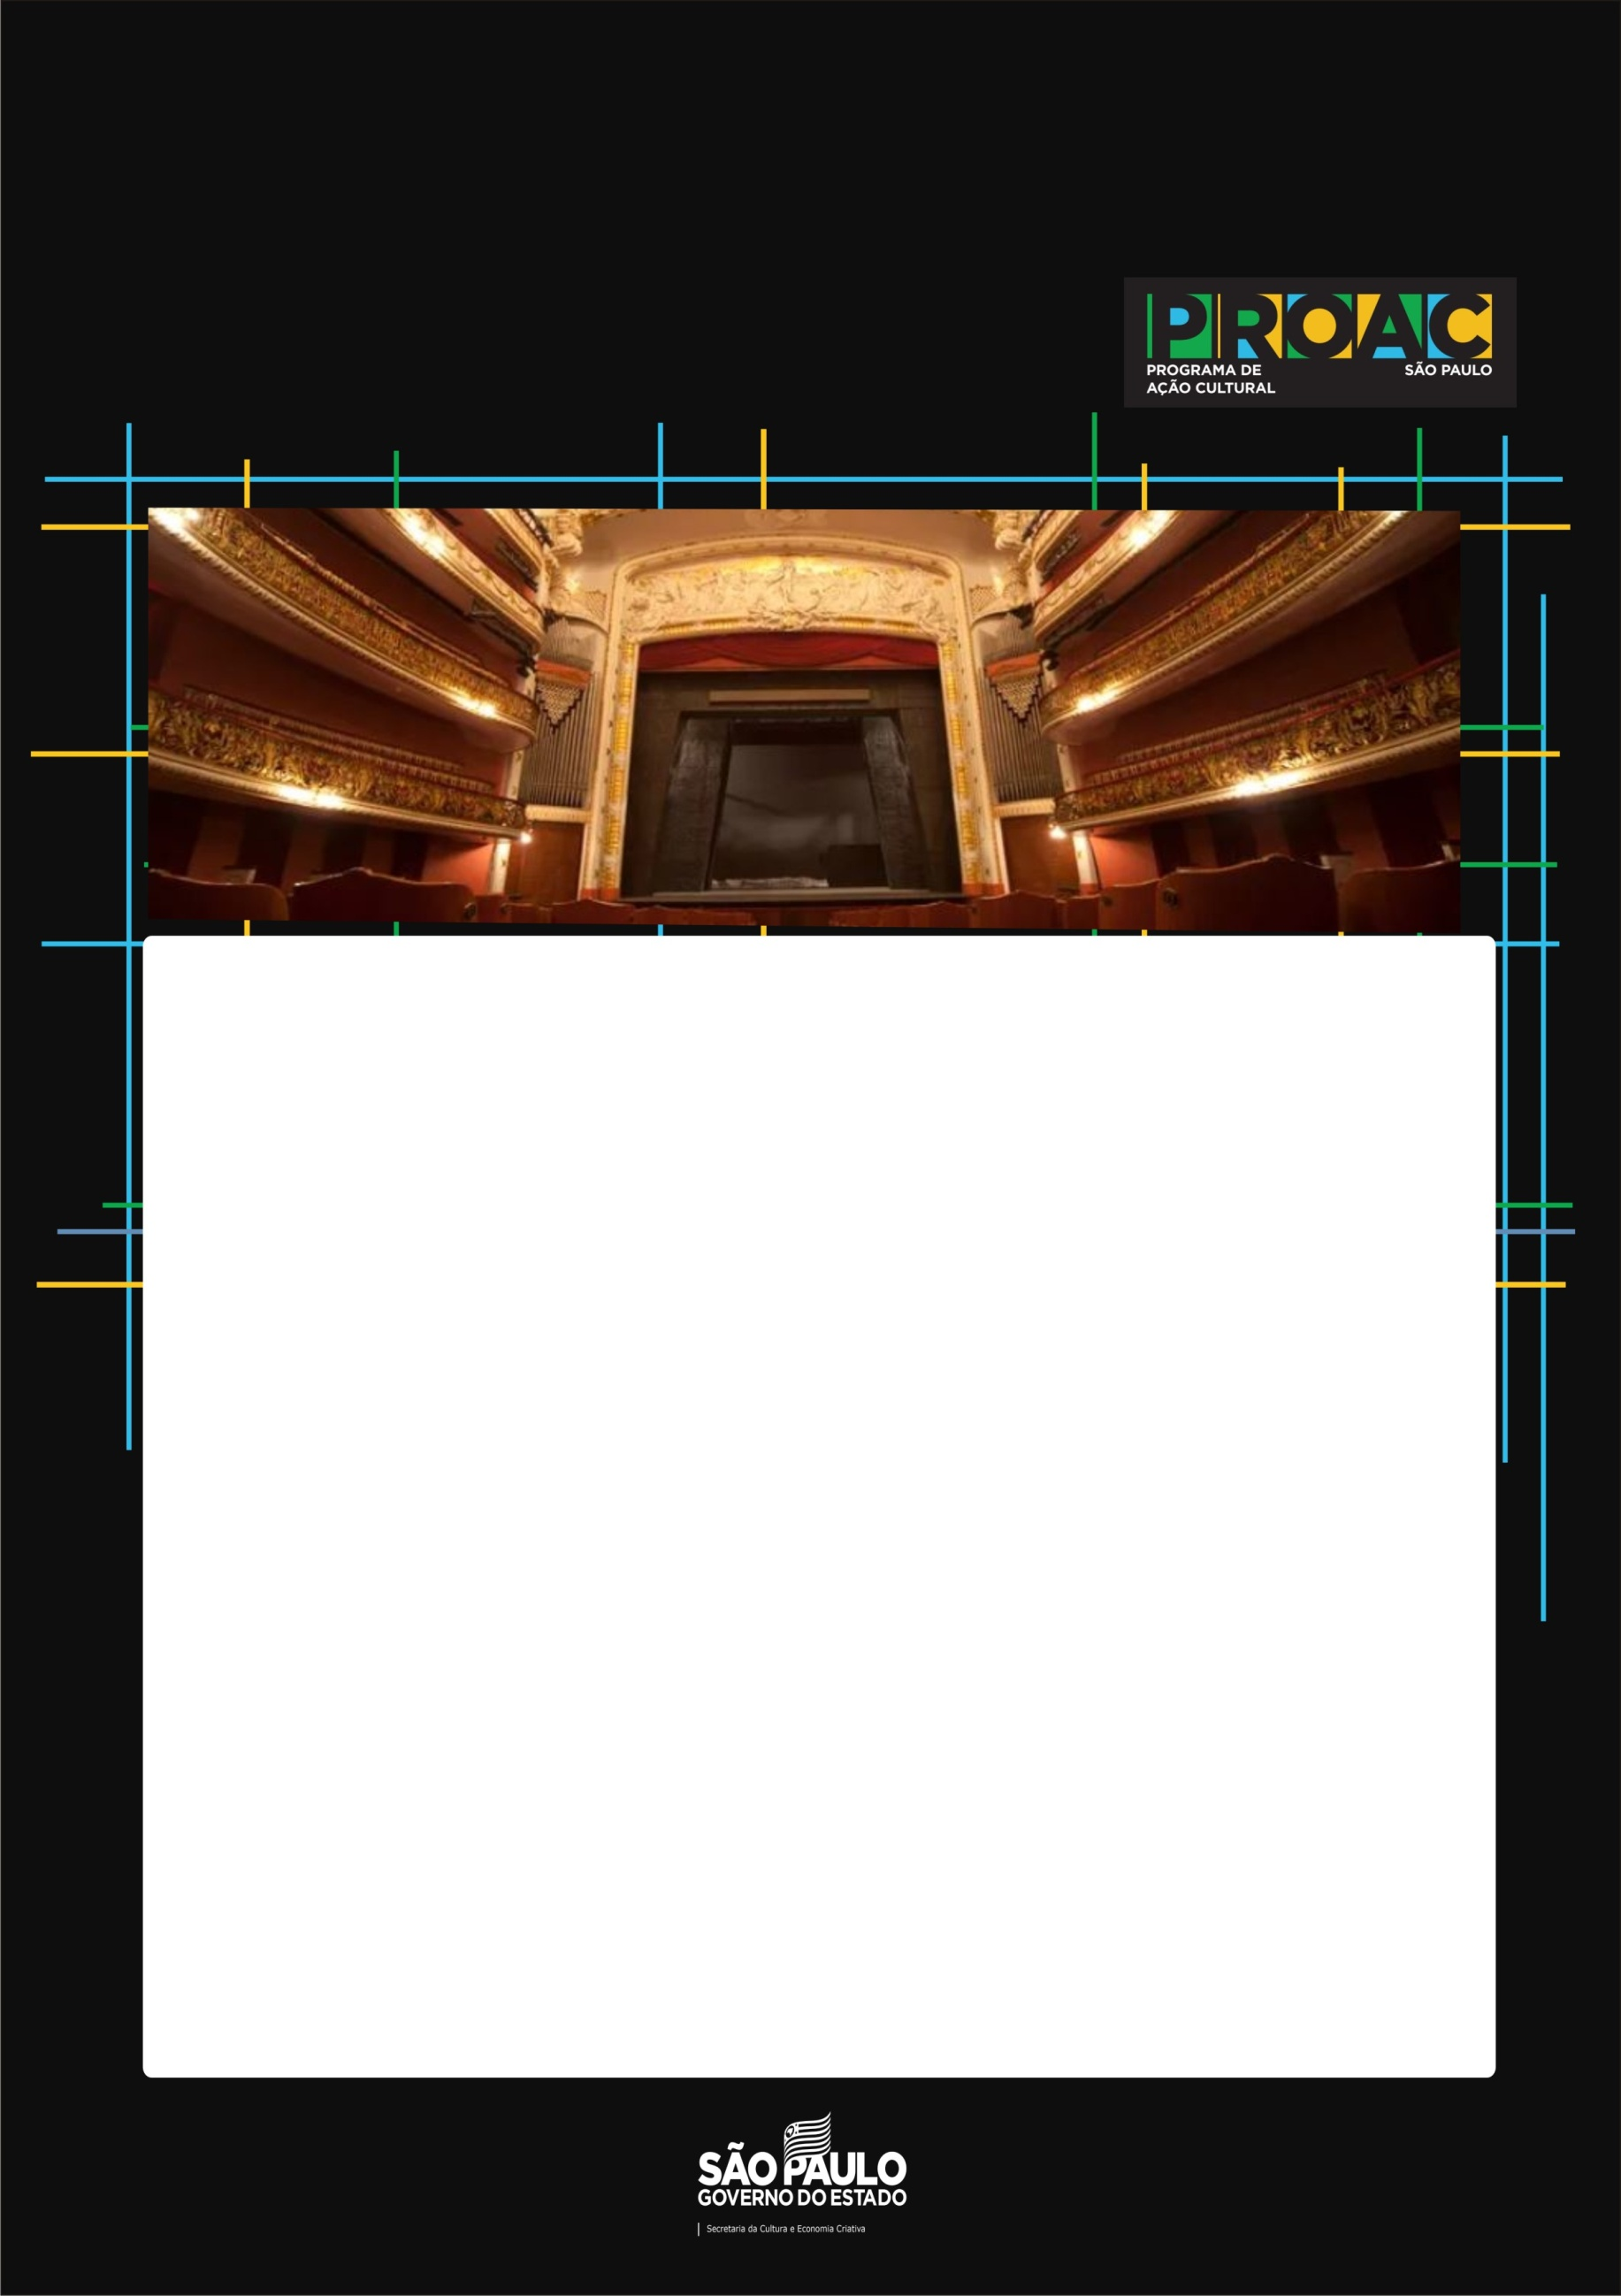 PROAC
PROGRAMA DE
AÇÃO CULTURAL
SÃO PAULO
SÃO PAULO
GOVERNO DO ESTADO
Secretaria da Cultura e Economia Criativa